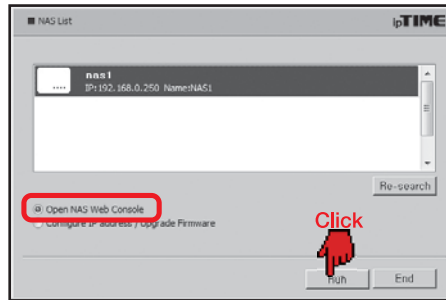 NAS List
ipTIME
nas1
IP:192.168.0.250 Name:NAS1
Re-search
Open NAS Web Console
Configure IP address / Upgrade Firmware
Click
Run
End